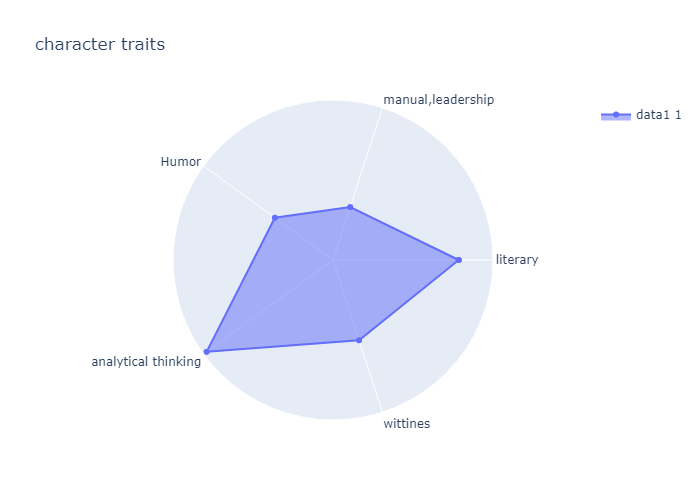 character traits
manual,leadership
data1 1
Humor
literary
analytical thinking
wittines